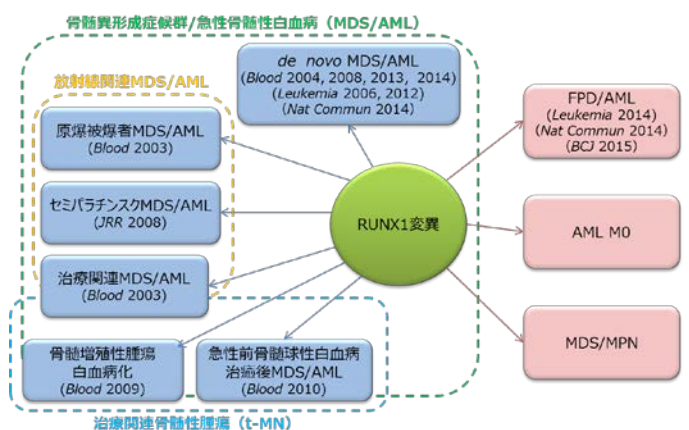 骨髄異形成症候群/急性骨髄性白血病（MDS/AML）
de novo MDS/AML
(Blood 2004, 2008, 2013, 2014)
(Leukemia 2006, 2012)
(Nat Commun 2014)
放射線関連MDS/AML
原爆被爆者MDS/AML
(Blood 2003)
セミパラチンスクMDS/AML
(JRR 2008)
治療関連MDS/AML
(Blood 2003)
骨髄増殖性腫瘍
白血病化
(Blood 2009)
急性前骨髄球性白血病
治癒後MDS/AML
(Blood 2010)
治療関連骨髄性腫瘍（t-MN）
RUNX1変異
FPD/AML
(Leukemia 2014)
(Nat Commun 2014)
(BCJ 2015)
AML M0
MDS/MPN